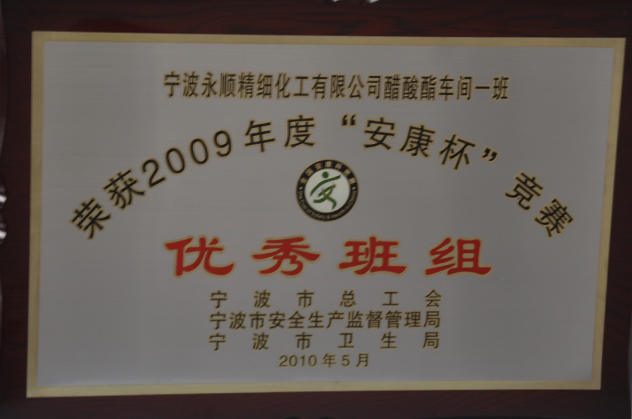 宁波永顺精细化工有限公司醋酸酯车间一班
荣获2009年度“安康杯”竞赛
优秀班组
宁波市总工会
宁波市安全生产监督管理局
宁波市卫生局
2010年5月